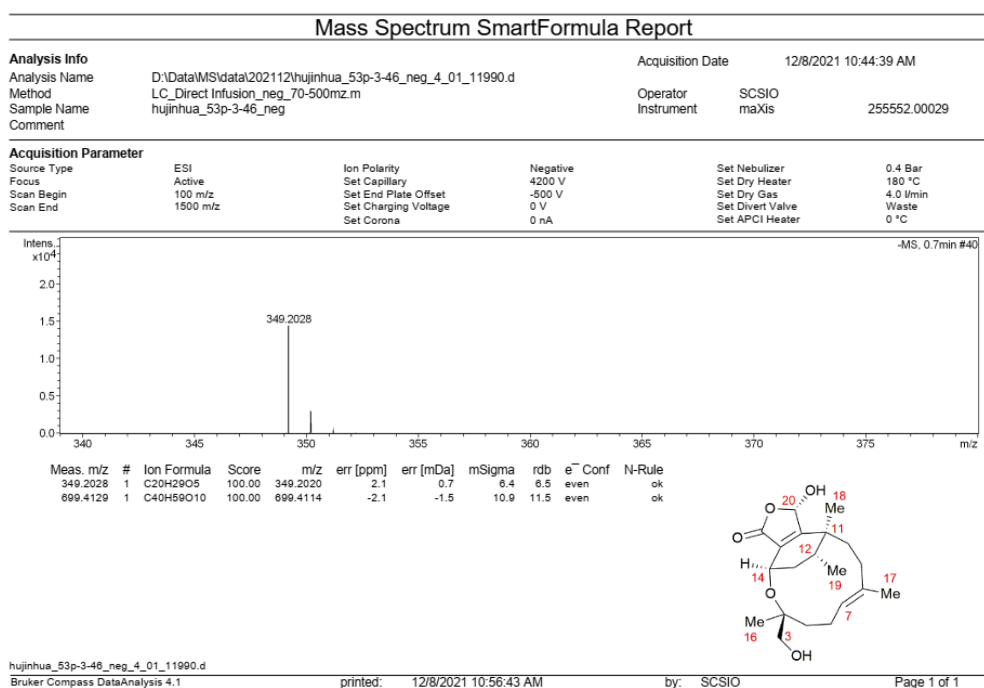 Mass Spectrum SmartFormula Report
Analysis Info
Acquisition Date 12/8/2021 10:44:39 AM
Analysis Name D:\Data\MS\data\202112\hujinhua_53p-3-46_neg_4_01_11990.d
Method LC_Direct Infusion_neg_70-500mz.m Operator SCSIO
Sample Name hujinhua_53p-3-46_neg Instrument maXis 255552.00029
Comment
Acquisition Parameter
Source Type ESI Ion Polarity Negative Set Nebulizer 0.4 Bar
Focus Active Set Capillary 4200 V Set Dry Heater 180 °C
Scan Begin 100 m/z Set End Plate Offset -500 V Set Dry Gas 4.0 l/min
Scan End 1500 m/z Set Charging Voltage 0 V Set Divert Valve Waste
Set Corona 0 nA Set APCI Heater 0 °C
Intens. -MS, 0.7min #40
x10⁴
2.0
1.5
349.2028
1.0
0.5
0.0
340 345 350 355 360 365 370 375 m/z
Meas. m/z # Ion Formula Score m/z err [ppm] err [mDa] mSigma rdb e⁻ Conf N-Rule
349.2028 1 C20H29O5 100.00 349.2020 2.1 0.7 6.4 6.5 even ok
699.4129 1 C40H59O10 100.00 699.4114 -2.1 -1.5 10.9 11.5 even ok
20 OH
O Me 18
11
O 12
H Me
14 19 17
O Me
7
Me
16 3
OH
hujinhua_53p-3-46_neg_4_01_11990.d
Bruker Compass DataAnalysis 4.1 printed: 12/8/2021 10:56:43 AM by: SCSIO Page 1 of 1